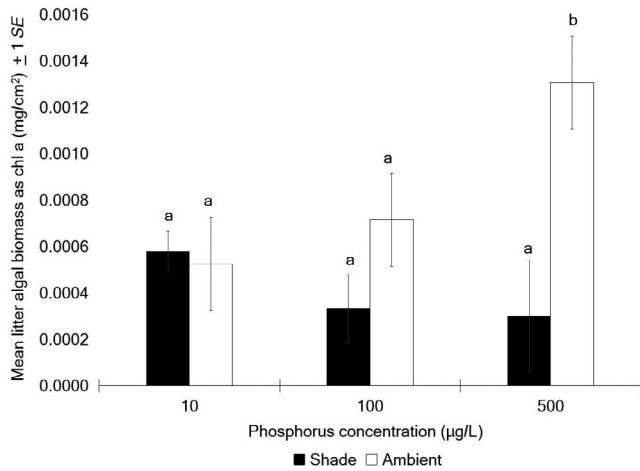 Mean litter algal biomass as chl a (mg/cm²) ± 1 SE
0.0016
0.0014
0.0012
0.0010
0.0008
0.0006
0.0004
0.0002
0.0000
a
a
a
a
a
b
10
100
500
Phosphorus concentration (µg/L)
Shade
Ambient